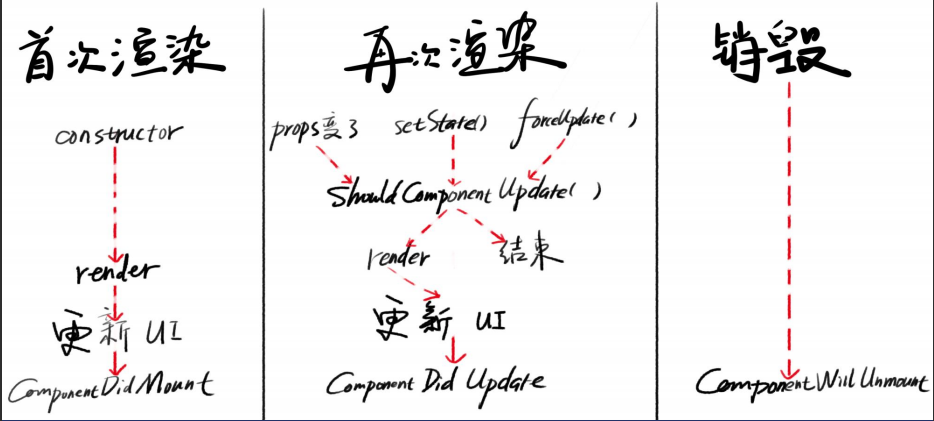 首次渲染
constructor
render
更新 UI
ComponentDidMount
再次渲染
props变了 setState() forceUpdate( )
ShouldComponentUpdate( )
render 结束
更新 UI
Component Did Update
销毁
ComponentWillUnmount